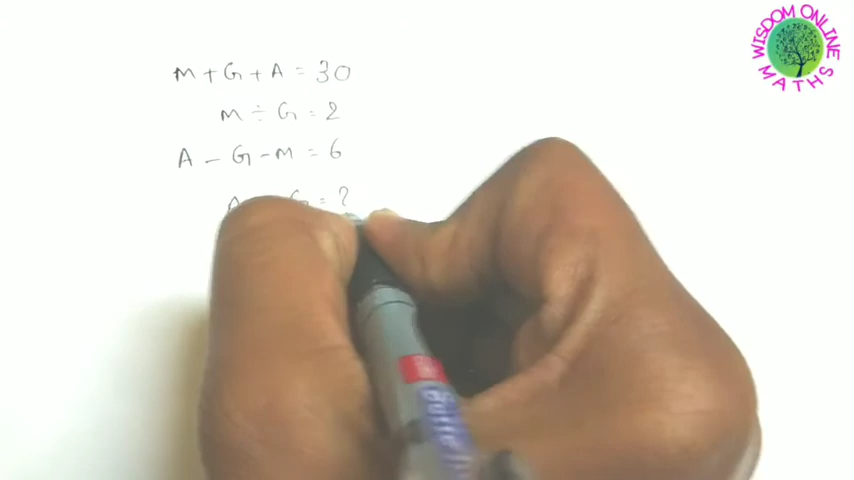 M + G + A = 30
M ÷ G = 2
A - G - M = 6
A G = ?
WISDOM ONLINE MATHS